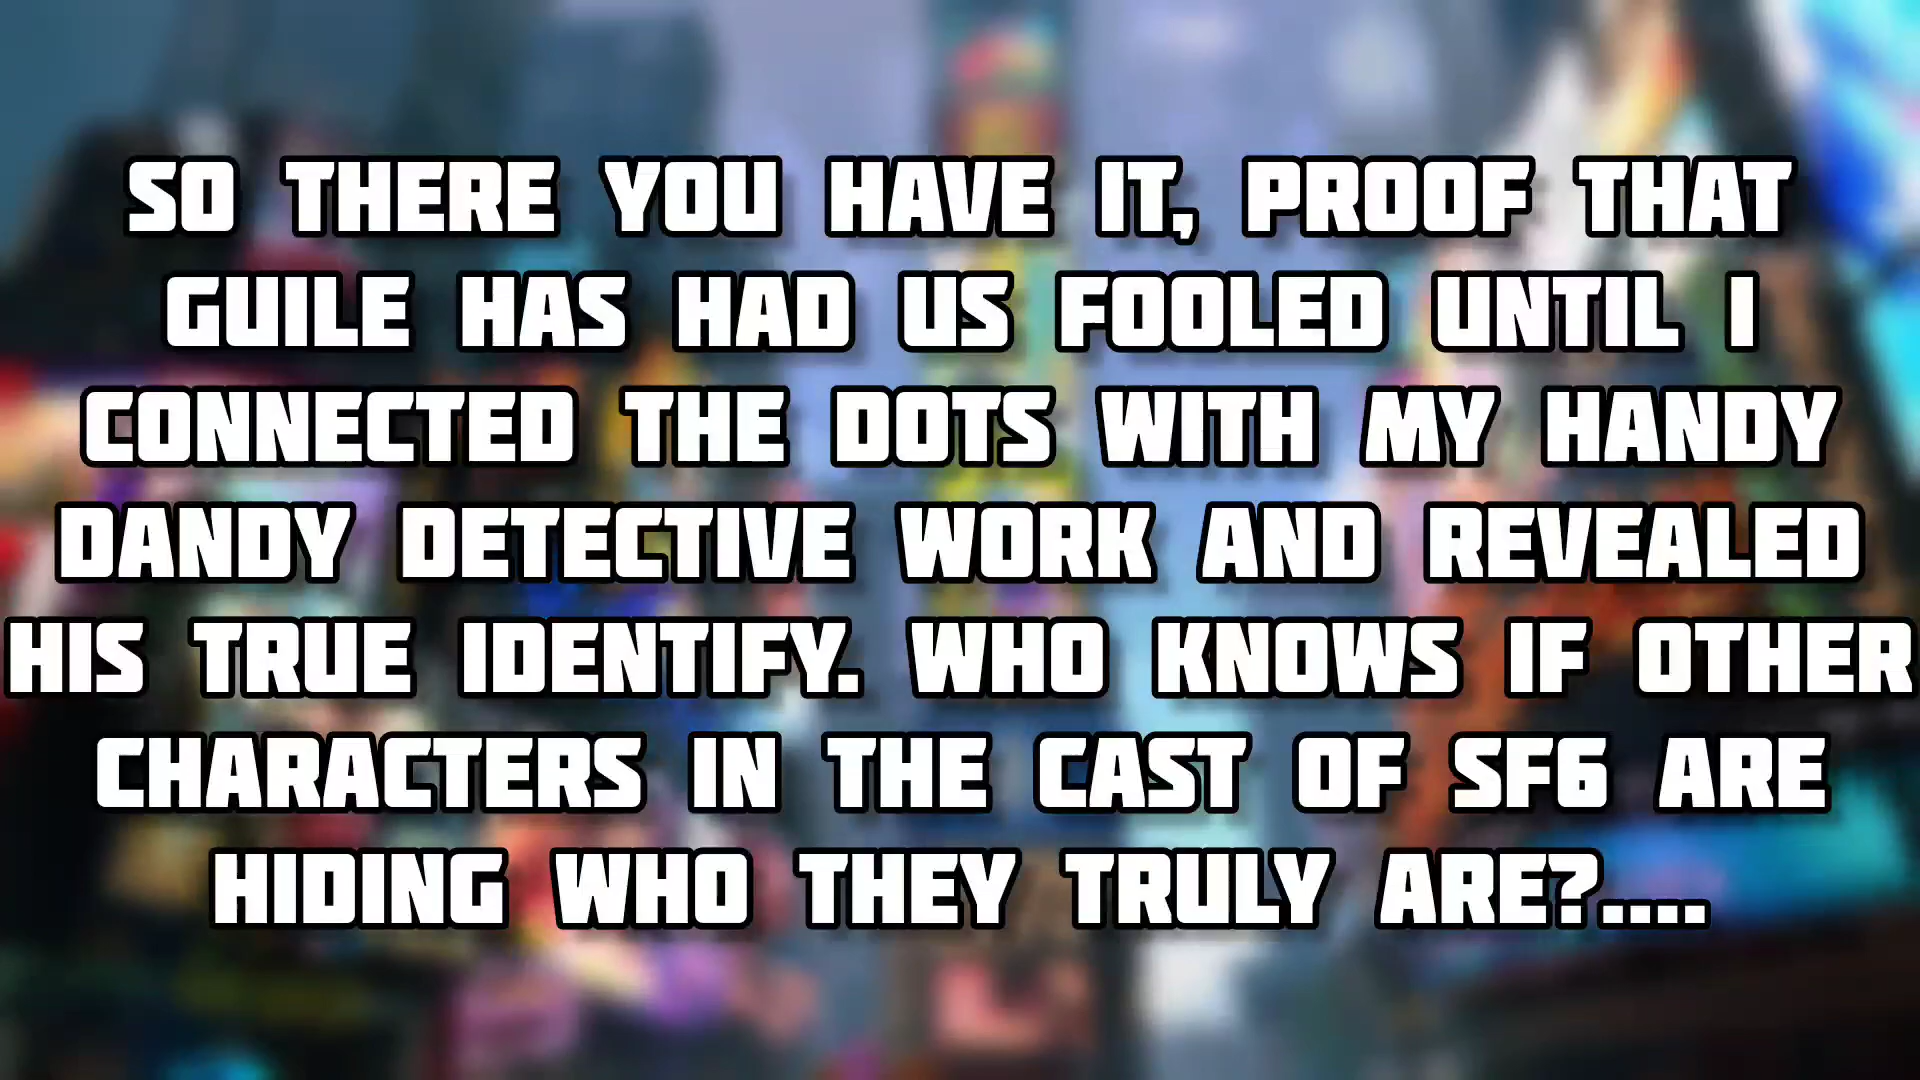 SO THERE YOU HAVE IT, PROOF THAT
GUILE HAS HAD US FOOLED UNTIL I
CONNECTED THE DOTS WITH MY HANDY
DANDY DETECTIVE WORK AND REVEALED
HIS TRUE IDENTIFY. WHO KNOWS IF OTHER
CHARACTERS IN THE CAST OF SF6 ARE
HIDING WHO THEY TRULY ARE?....